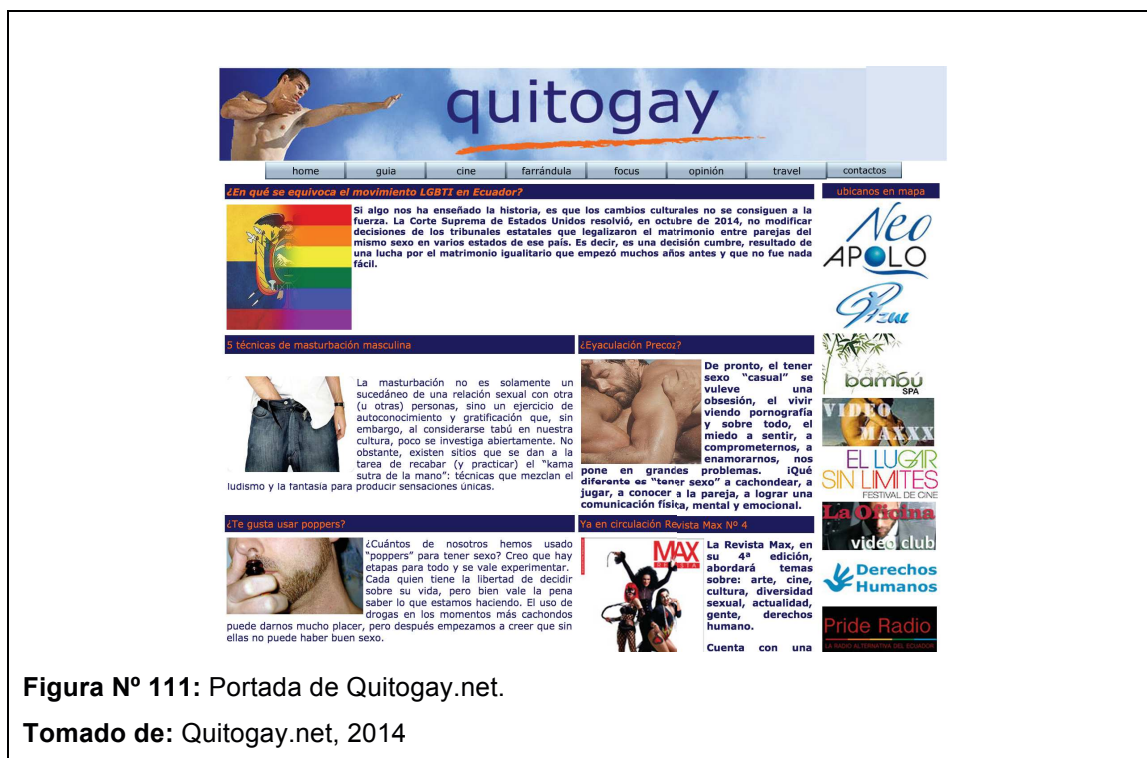 quitogay
home guia cine farrándula focus opinión travel contactos
¿En qué se equivoca el movimiento LGBTI en Ecuador?
Si algo nos ha enseñado la historia, es que los cambios culturales no se consiguen a la
fuerza. La Corte Suprema de Estados Unidos resolvió, en octubre de 2014, no modificar
decisiones de los tribunales estatales que legalizaron el matrimonio entre parejas del
mismo sexo en varios estados de ese país. Es decir, es una decisión cumbre, resultado de
una lucha por el matrimonio igualitario que empezó muchos años antes y que no fue nada
fácil.
5 técnicas de masturbación masculina
La masturbación no es solamente un
sucedáneo de una relación sexual con otra
(u otras) personas, sino un ejercicio de
autoconocimiento y gratificación que, sin
embargo, al considerarse tabú en nuestra
cultura, poco se investiga abiertamente. No
obstante, existen sitios que se dan a la
tarea de recabar (y practicar) el "kama
sutra de la mano": técnicas que mezclan el
ludismo y la fantasia para producir sensaciones únicas.
¿Eyaculación Precoz?
De pronto, el tener
sexo "casual" se
vuleve una
obsesión, el vivir
viendo pornografía
y sobre todo, el
miedo a sentir, a
comprometernos, a
enamorarnos, nos
pone en grandes problemas. ¡Qué
diferente es "tener sexo" a cachondear, a
jugar, a conocer a la pareja, a lograr una
comunicación física, mental y emocional.
¿Te gusta usar poppers?
¿Cuántos de nosotros hemos usado
"poppers" para tener sexo? Creo que hay
etapas para todo y se vale experimentar.
Cada quien tiene la libertad de decidir
sobre su vida, pero bien vale la pena
saber lo que estamos haciendo. El uso de
drogas en los momentos más cachondos
puede darnos mucho placer, pero después empezamos a creer que sin
ellas no puede haber buen sexo.
Ya en circulación Revista Max Nº 4
MAX
REVISTA
La Revista Max, en
su 4ª edición,
abordará temas
sobre: arte, cine,
cultura, diversidad
sexual, actualidad,
gente, derechos
humano.
Cuenta con una
ubicanos en mapa
Neo
APOLO
Azul
bambú
SPA
VIDEO
MAXXX
EL LUGAR
SIN LIMITES
FESTIVAL DE CINE
La Oficina
video club
Derechos
Humanos
Pride Radio
LA RADIO ALTERNATIVA DEL ECUADOR
Figura Nº 111: Portada de Quitogay.net.
Tomado de: Quitogay.net, 2014